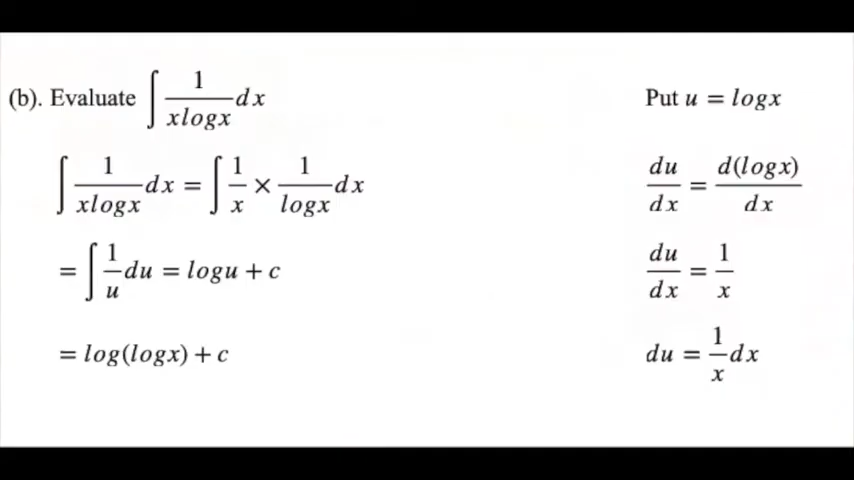 (b). Evaluate ∫ 1/(xlogx) dx
Put u = logx
∫ 1/(xlogx) dx = ∫ 1/x × 1/(logx) dx
du/dx = d(logx)/dx
= ∫ 1/u du = logu + c
du/dx = 1/x
= log(logx) + c
du = 1/x dx